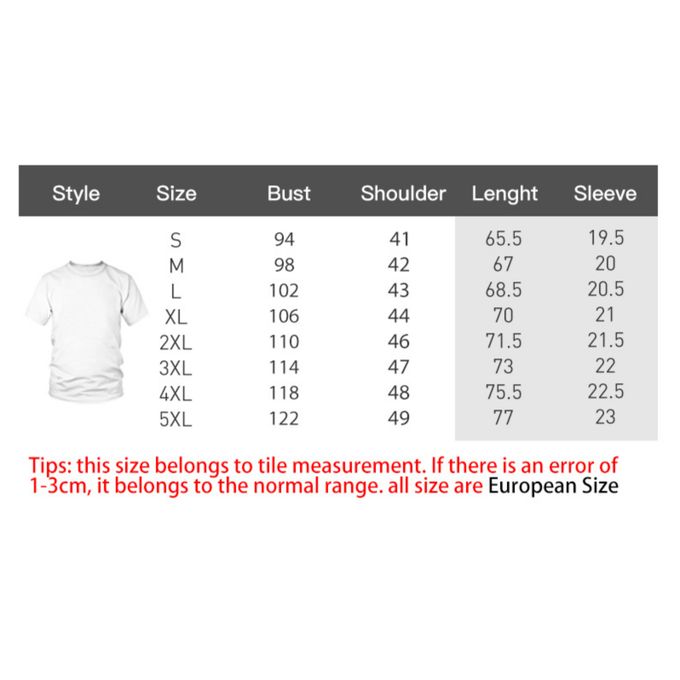 Style Size Bust Shoulder Lenght Sleeve
S 94 41 65.5 19.5
M 98 42 67 20
L 102 43 68.5 20.5
XL 106 44 70 21
2XL 110 46 71.5 21.5
3XL 114 47 73 22
4XL 118 48 75.5 22.5
5XL 122 49 77 23
Tips: this size belongs to tile measurement. If there is an error of
1-3cm, it belongs to the normal range. all size are European Size